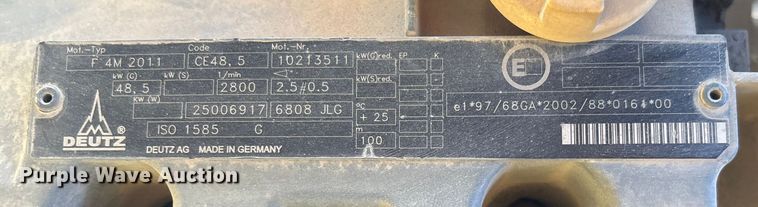 Mot.-Typ Code Mot.-Nr. kW(G)red. EP K
F 4M 2011 CE48,5 10213511
kW (G) kW (S) 1/min kW(S)red.
48,5 2800 2.5°±0.5
KW (W) °C
25006917 6808 JLG + 25
e1*97/68GA*2002/88*0161*00
ISO 1585 G m
100
DEUTZ ®
DEUTZ AG MADE IN GERMANY
E
Purple Wave Auction